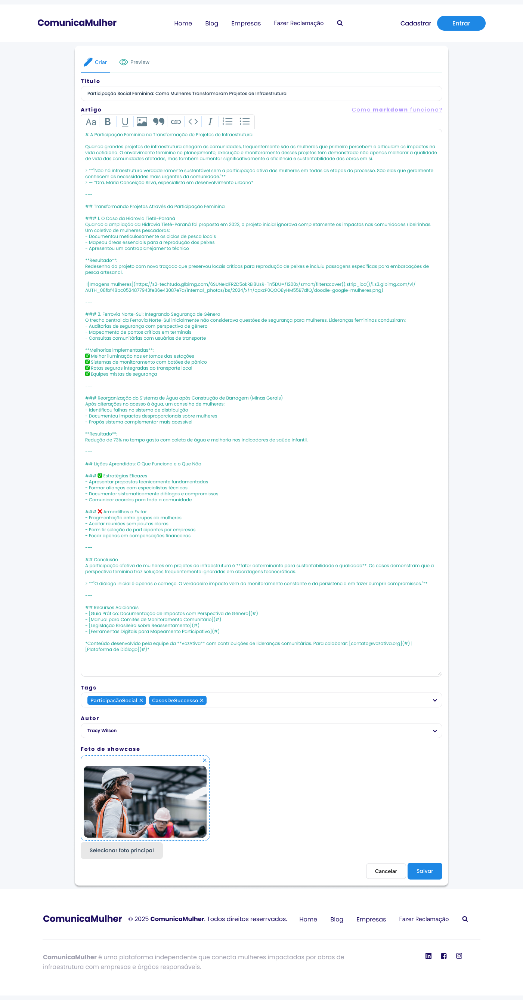 ComunicaMulher
Home Blog Empresas Fazer Reclamação
Cadastrar Entrar
Criar Preview
Título
Participação Social Feminina: Como Mulheres Transformaram Projetos de Infraestrutura
Artigo
Como markdown funciona?
Aa B U I
# A Participação Feminina na Transformação de Projetos de Infraestrutura
Quando grandes projetos de infraestrutura chegam às comunidades, frequentemente são as mulheres que primeiro percebem e articulam os impactos na
vida cotidiana. O envolvimento feminino no planejamento, execução e monitoramento desses projetos tem demonstrado não apenas melhorar a qualidade
de vida das comunidades afetadas, mas também aumentar significativamente a eficiência e sustentabilidade das obras em si.
> **"Não há infraestrutura verdadeiramente sustentável sem a participação ativa das mulheres em todas as etapas do processo. São elas que geralmente
conhecem as necessidades mais urgentes da comunidade."**
> — *Dra. Maria Conceição Silva, especialista em desenvolvimento urbano*
---
## Transformando Projetos Através da Participação Feminina
### 1. O Caso da Hidrovia Tietê-Paraná
Quando a ampliação da Hidrovia Tietê-Paraná foi proposta em 2022, o projeto inicial ignorava completamente os impactos nas comunidades ribeirinhas.
Um coletivo de mulheres pescadoras:
- Documentou meticulosamente os ciclos de pesca locais
- Mapeou áreas essenciais para a reprodução dos peixes
- Apresentou um contraplanejamento técnico
**Resultado**:
Redesenho do projeto com novo traçado que preservou locais críticos para reprodução de peixes e incluiu passagens específicas para embarcações de
pesca artesanal.
![Imagens mulheres](https://s2-techtudo.glbimg.com/6SUNeIdFRZD5okREI8UsR-Tn5DU=/1200x/smart/filters:cover():strip_icc()/i.s3.glbimg.com/v1/
AUTH_08fbf48bc0524877943fe86e43087e7a/internal_photos/bs/2024/x/n/qaxzP0QOO8yHM55B7dfQ/doodle-google-mulheres.png)
---
### 2. Ferrovia Norte-Sul: Integrando Segurança de Gênero
O trecho central da Ferrovia Norte-Sul inicialmente não considerava questões de segurança para mulheres. Lideranças femininas conduziram:
- Auditorias de segurança com perspectiva de gênero
- Mapeamento de pontos críticos em terminais
- Consultas comunitárias com usuárias de transporte
**Melhorias implementadas**:
✅ Melhor iluminação nos entornos das estações
✅ Sistemas de monitoramento com botões de pânico
✅ Rotas seguras integradas ao transporte local
✅ Equipes mistas de segurança
---
### Reorganização do Sistema de Água após Construção de Barragem (Minas Gerais)
Após alterações no acesso à água, um conselho de mulheres:
- Identificou falhas no sistema de distribuição
- Documentou impactos desproporcionais sobre mulheres
- Propôs sistema complementar mais acessível
**Resultado**:
Redução de 73% no tempo gasto com coleta de água e melhoria nos indicadores de saúde infantil.
---
## Lições Aprendidas: O Que Funciona e o Que Não
### ✅ Estratégias Eficazes
- Apresentar propostas tecnicamente fundamentadas
- Formar alianças com especialistas técnicos
- Documentar sistematicamente diálogos e compromissos
- Comunicar acordos para toda a comunidade
### ❌ Armadilhas a Evitar
- Fragmentação entre grupos de mulheres
- Aceitar reuniões sem pautas claras
- Permitir seleção de participantes por empresas
- Focar apenas em compensações financeiras
---
## Conclusão
A participação efetiva de mulheres em projetos de infraestrutura é **fator determinante para sustentabilidade e qualidade**. Os casos demonstram que a
perspectiva feminina traz soluções frequentemente ignoradas em abordagens tecnocráticas.
> **"O diálogo inicial é apenas o começo. O verdadeiro impacto vem do monitoramento constante e da persistência em fazer cumprir compromissos."**
---
## Recursos Adicionais
- [Guia Prático: Documentação de Impactos com Perspectiva de Gênero](#)
- [Manual para Comitês de Monitoramento Comunitário](#)
- [Legislação Brasileira sobre Reassentamento](#)
- [Ferramentas Digitais para Mapeamento Participativo](#)
*Conteúdo desenvolvido pela equipe da **VozAtiva** com contribuições de lideranças comunitárias. Para colaborar: [contato@vozativa.org](#) |
[Plataforma de Diálogo](#)*
Tags
ParticipacãoSocial ✕ CasosDeSuccesso ✕
Autor
Tracy Wilson
Foto de showcase
Selecionar foto principal
Cancelar Salvar
ComunicaMulher © 2025 ComunicaMulher. Todos direitos reserrvados. Home Blog Empresas Fazer Reclamação
ComunicaMulher é uma plataforma independente que conecta mulheres impactadas por obras de
infraestrutura com empresas e órgãos responsáveis.